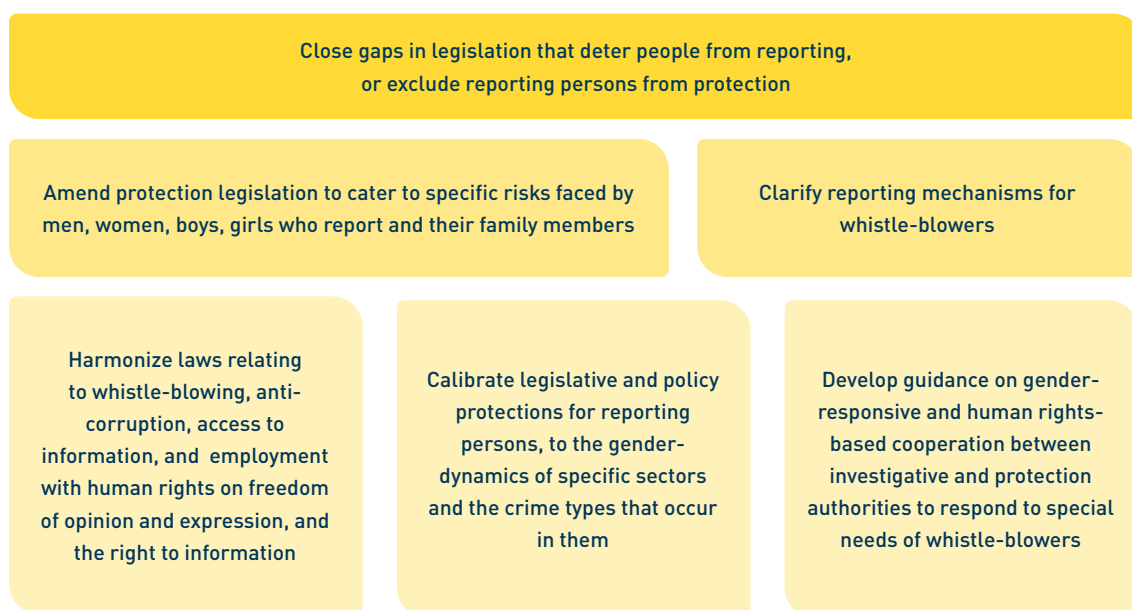 Close gaps in legislation that deter people from reporting,
or exclude reporting persons from protection
Amend protection legislation to cater to specific risks faced by
men, women, boys, girls who report and their family members
Clarify reporting mechanisms for
whistle-blowers
Harmonize laws relating
to whistle-blowing, anti-
corruption, access to
information, and employment
with human rights on freedom
of opinion and expression, and
the right to information
Calibrate legislative and policy
protections for reporting
persons, to the gender-
dynamics of specific sectors
and the crime types that occur
in them
Develop guidance on gender-
responsive and human rights-
based cooperation between
investigative and protection
authorities to respond to special
needs of whistle-blowers